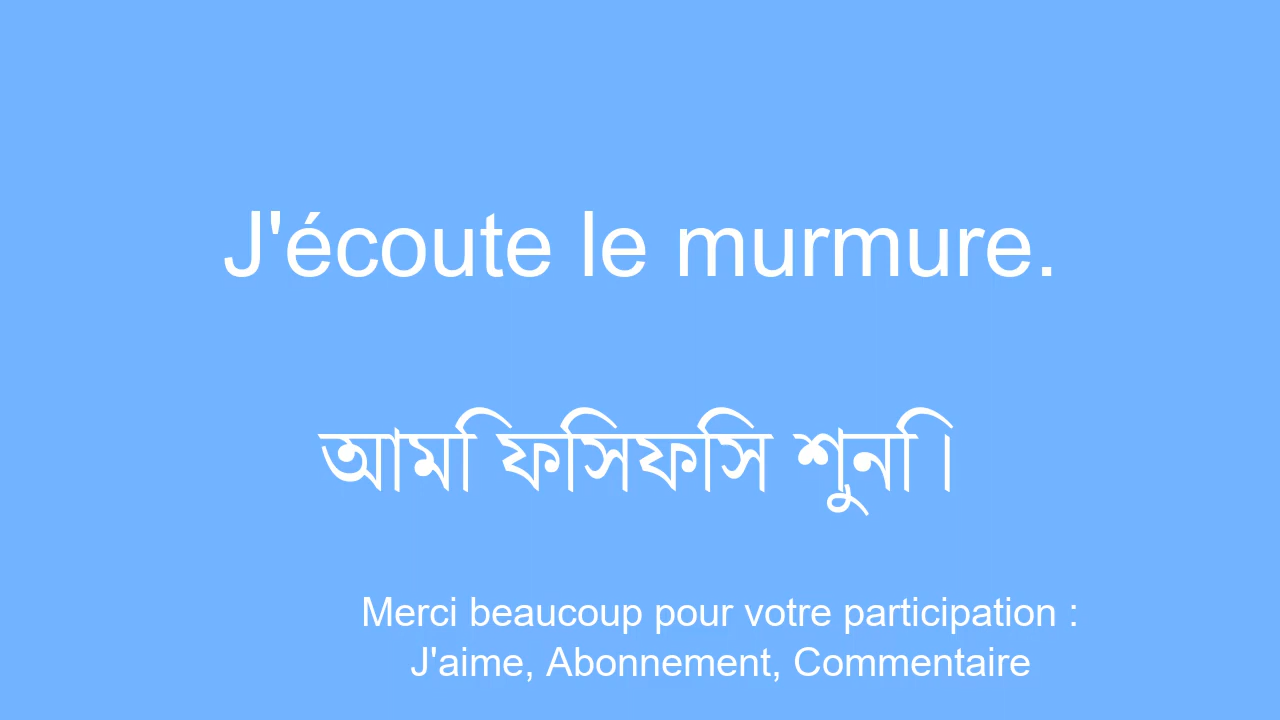 J'écoute le murmure.
আমি ফিসফিস শুনি।
Merci beaucoup pour votre participation :
J'aime, Abonnement, Commentaire